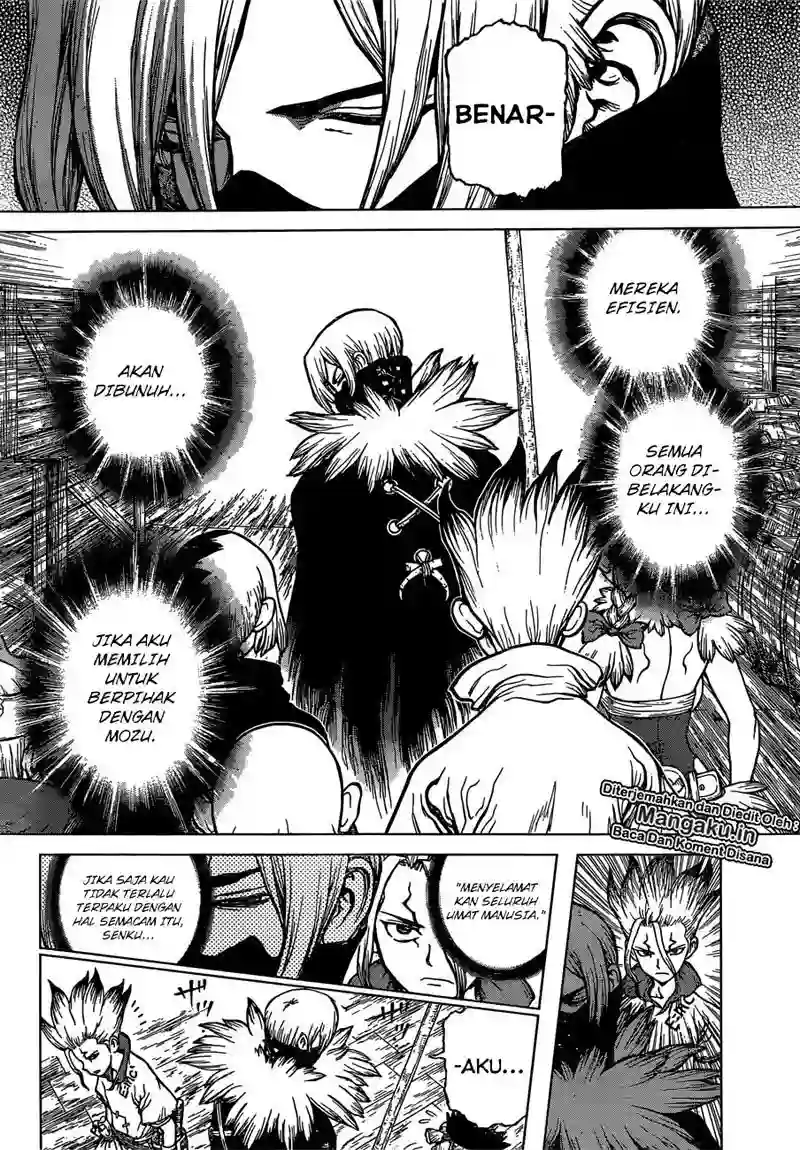 BENAR-
MEREKA
EFISIEN.
SEMUA
ORANG DI-
BELAKANG-
KU INI...
AKAN
DIBUNUH...
JIKA AKU
MEMILIH
UNTUK
BERPIHAK
DENGAN
MOZU.
Diterjemahkan dan Diedit Oleh :
Mangaku.in
Baca Dan Koment Disana
"MENYELAMAT
KAN SELURUH
UMAT MANUSIA."
JIKA SAJA KAU
TIDAK TERLALU
TERPAKU DENGAN
HAL SEMACAM ITU,
SENKU...
-AKU...